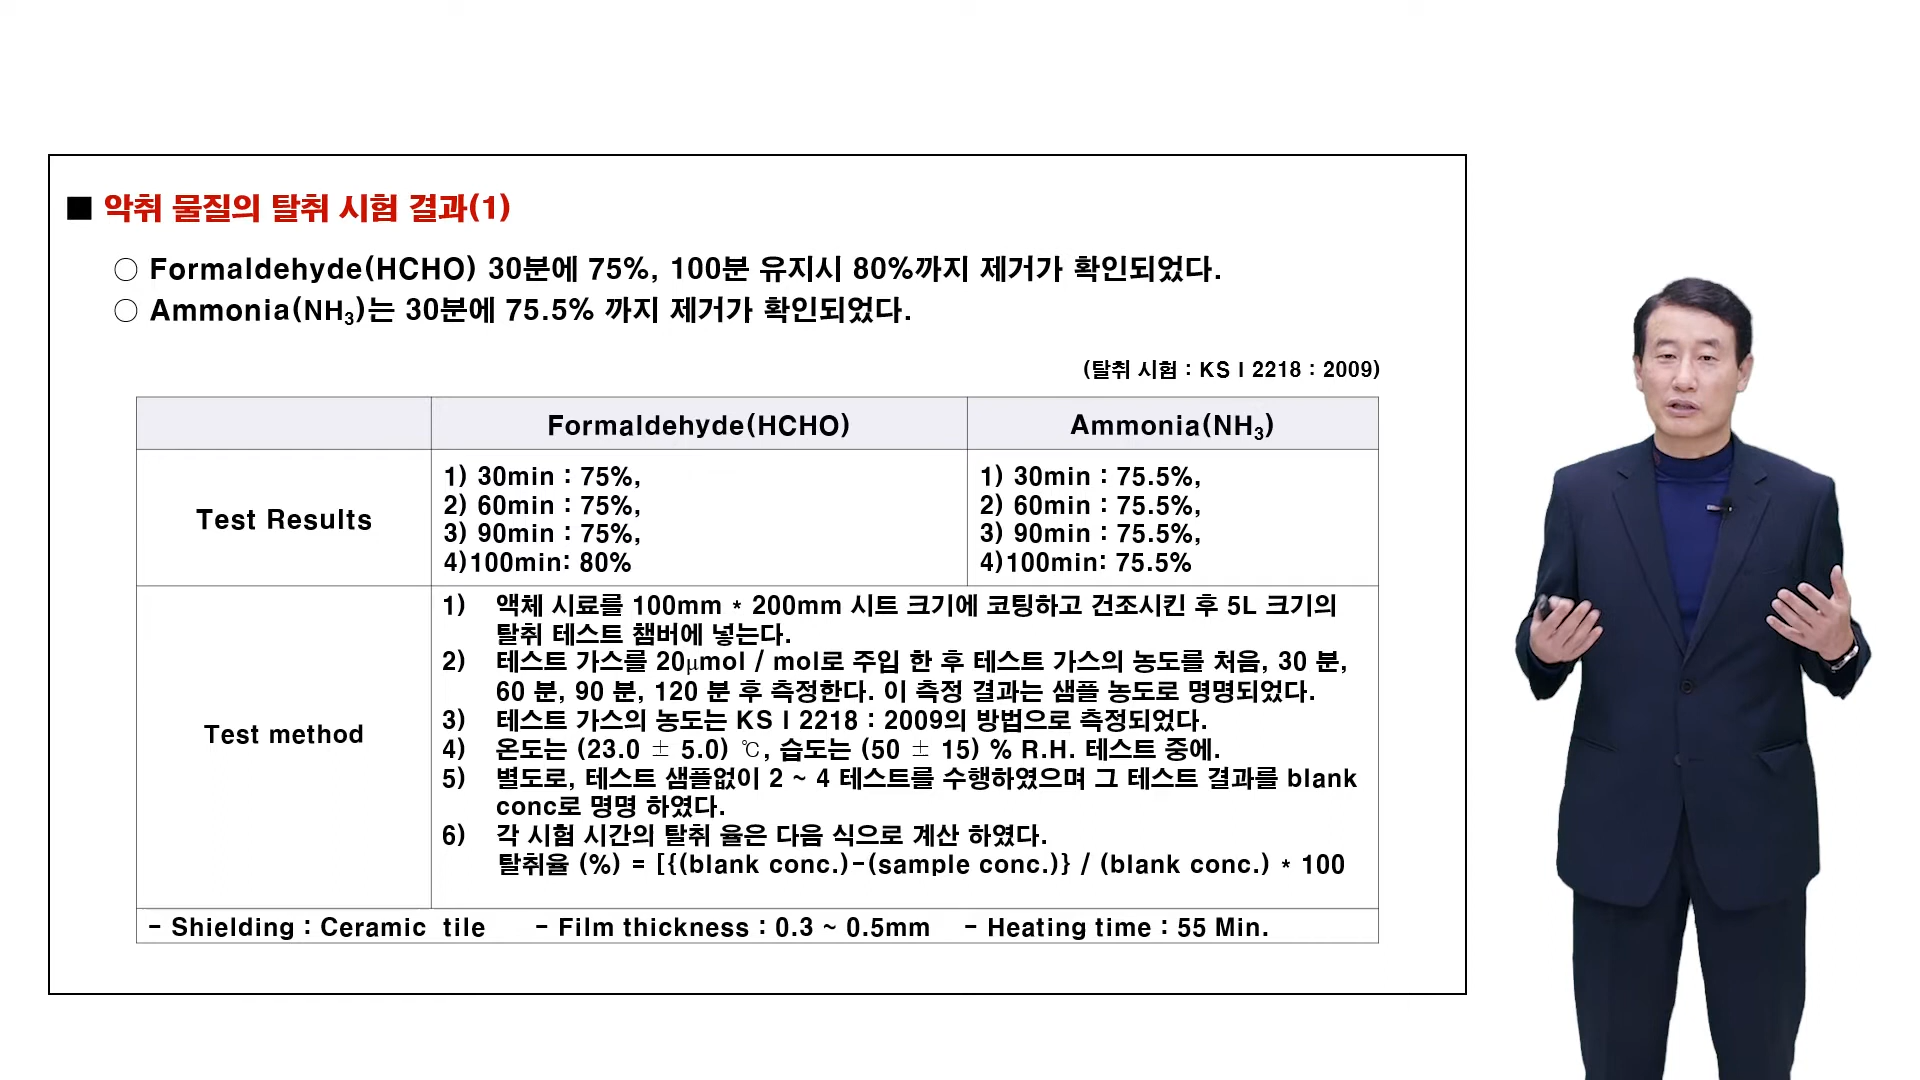 ■ 악취 물질의 탈취 시험 결과(1)
○ Formaldehyde(HCHO) 30분에 75%, 100분 유지시 80%까지 제거가 확인되었다.
○ Ammonia(NH₃)는 30분에 75.5% 까지 제거가 확인되었다.
(탈취 시험 : KS I 2218 : 2009)
Formaldehyde(HCHO) Ammonia(NH₃)
Test Results
1) 30min : 75%,
2) 60min : 75%,
3) 90min : 75%,
4)100min: 80%
1) 30min : 75.5%,
2) 60min : 75.5%,
3) 90min : 75.5%,
4)100min: 75.5%
Test method
1) 액체 시료를 100mm * 200mm 시트 크기에 코팅하고 건조시킨 후 5L 크기의
탈취 테스트 챔버에 넣는다.
2) 테스트 가스를 20μmol / mol로 주입 한 후 테스트 가스의 농도를 처음, 30 분,
60 분, 90 분, 120 분 후 측정한다. 이 측정 결과는 샘플 농도로 명명되었다.
3) 테스트 가스의 농도는 KS I 2218 : 2009의 방법으로 측정되었다.
4) 온도는 (23.0 ± 5.0) ℃, 습도는 (50 ± 15) % R.H. 테스트 중에.
5) 별도로, 테스트 샘플없이 2 ~ 4 테스트를 수행하였으며 그 테스트 결과를 blank
conc로 명명 하였다.
6) 각 시험 시간의 탈취 율은 다음 식으로 계산 하였다.
탈취율 (%) = [{(blank conc.)-(sample conc.)} / (blank conc.) * 100
- Shielding : Ceramic tile - Film thickness : 0.3 ~ 0.5mm - Heating time : 55 Min.